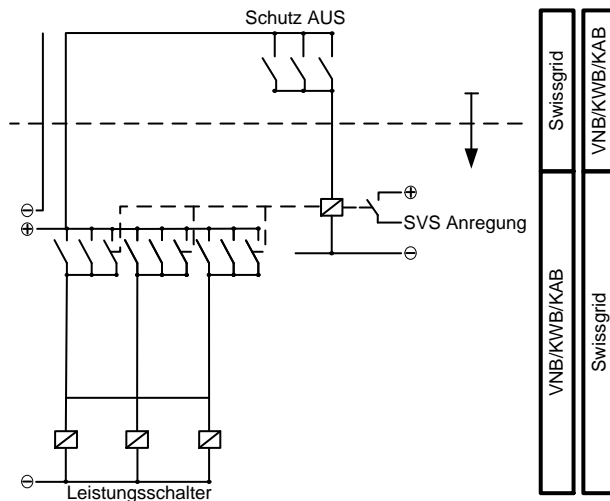 Schutz AUS
Swissgrid
VNB/KWB/KAB
SVS Anregung
VNB/KWB/KAB
Swissgrid
Leistungsschalter